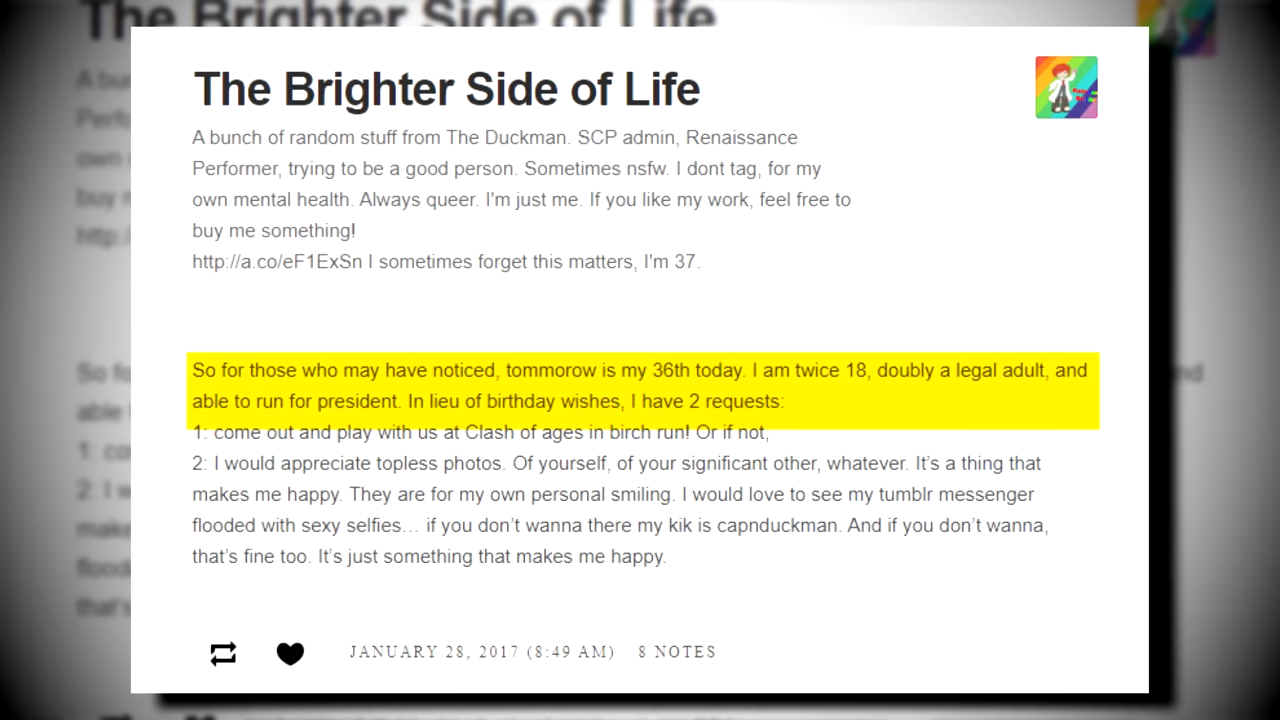 The Brighter Side of Life
A bunch of random stuff from The Duckman. SCP admin, Renaissance
Performer, trying to be a good person. Sometimes nsfw. I dont tag, for my
own mental health. Always queer. I'm just me. If you like my work, feel free to
buy me something!
http://a.co/eF1ExSn I sometimes forget this matters, I'm 37.
So for those who may have noticed, tommorow is my 36th today. I am twice 18, doubly a legal adult, and
able to run for president. In lieu of birthday wishes, I have 2 requests:
1: come out and play with us at Clash of ages in birch run! Or if not,
2: I would appreciate topless photos. Of yourself, of your significant other, whatever. It’s a thing that
makes me happy. They are for my own personal smiling. I would love to see my tumblr messenger
flooded with sexy selfies… if you don’t wanna there my kik is capnduckman. And if you don’t wanna,
that’s fine too. It’s just something that makes me happy.
JANUARY 28, 2017 (8:49 AM) 8 NOTES